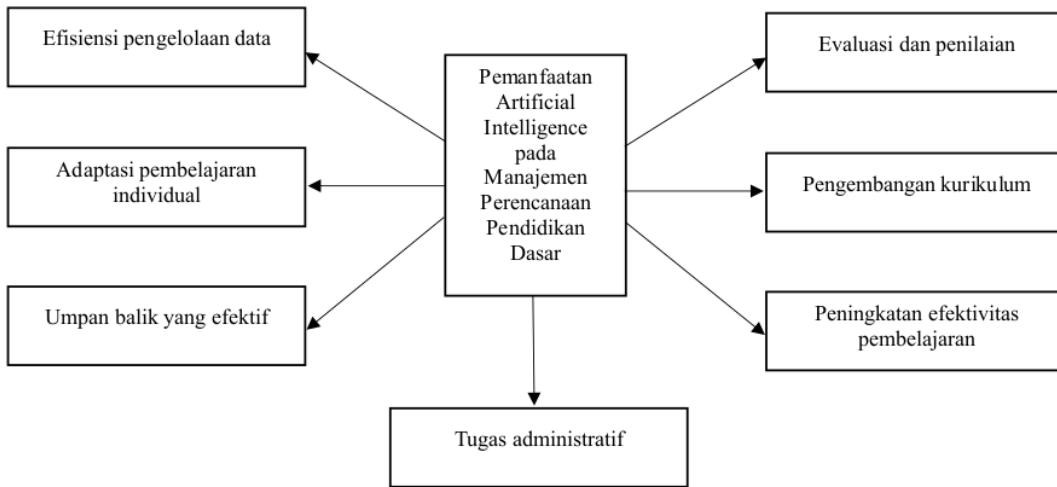 Efisiensi pengelolaan data
Adaptasi pembelajaran
individual
Umpan balik yang efektif
Pemanfaatan
Artificial
Intelligence
pada
Manajemen
Perencanaan
Pendidikan
Dasar
Evaluasi dan penilaian
Pengembangan kurikulum
Peningkatan efektivitas
pembelajaran
Tugas administratif